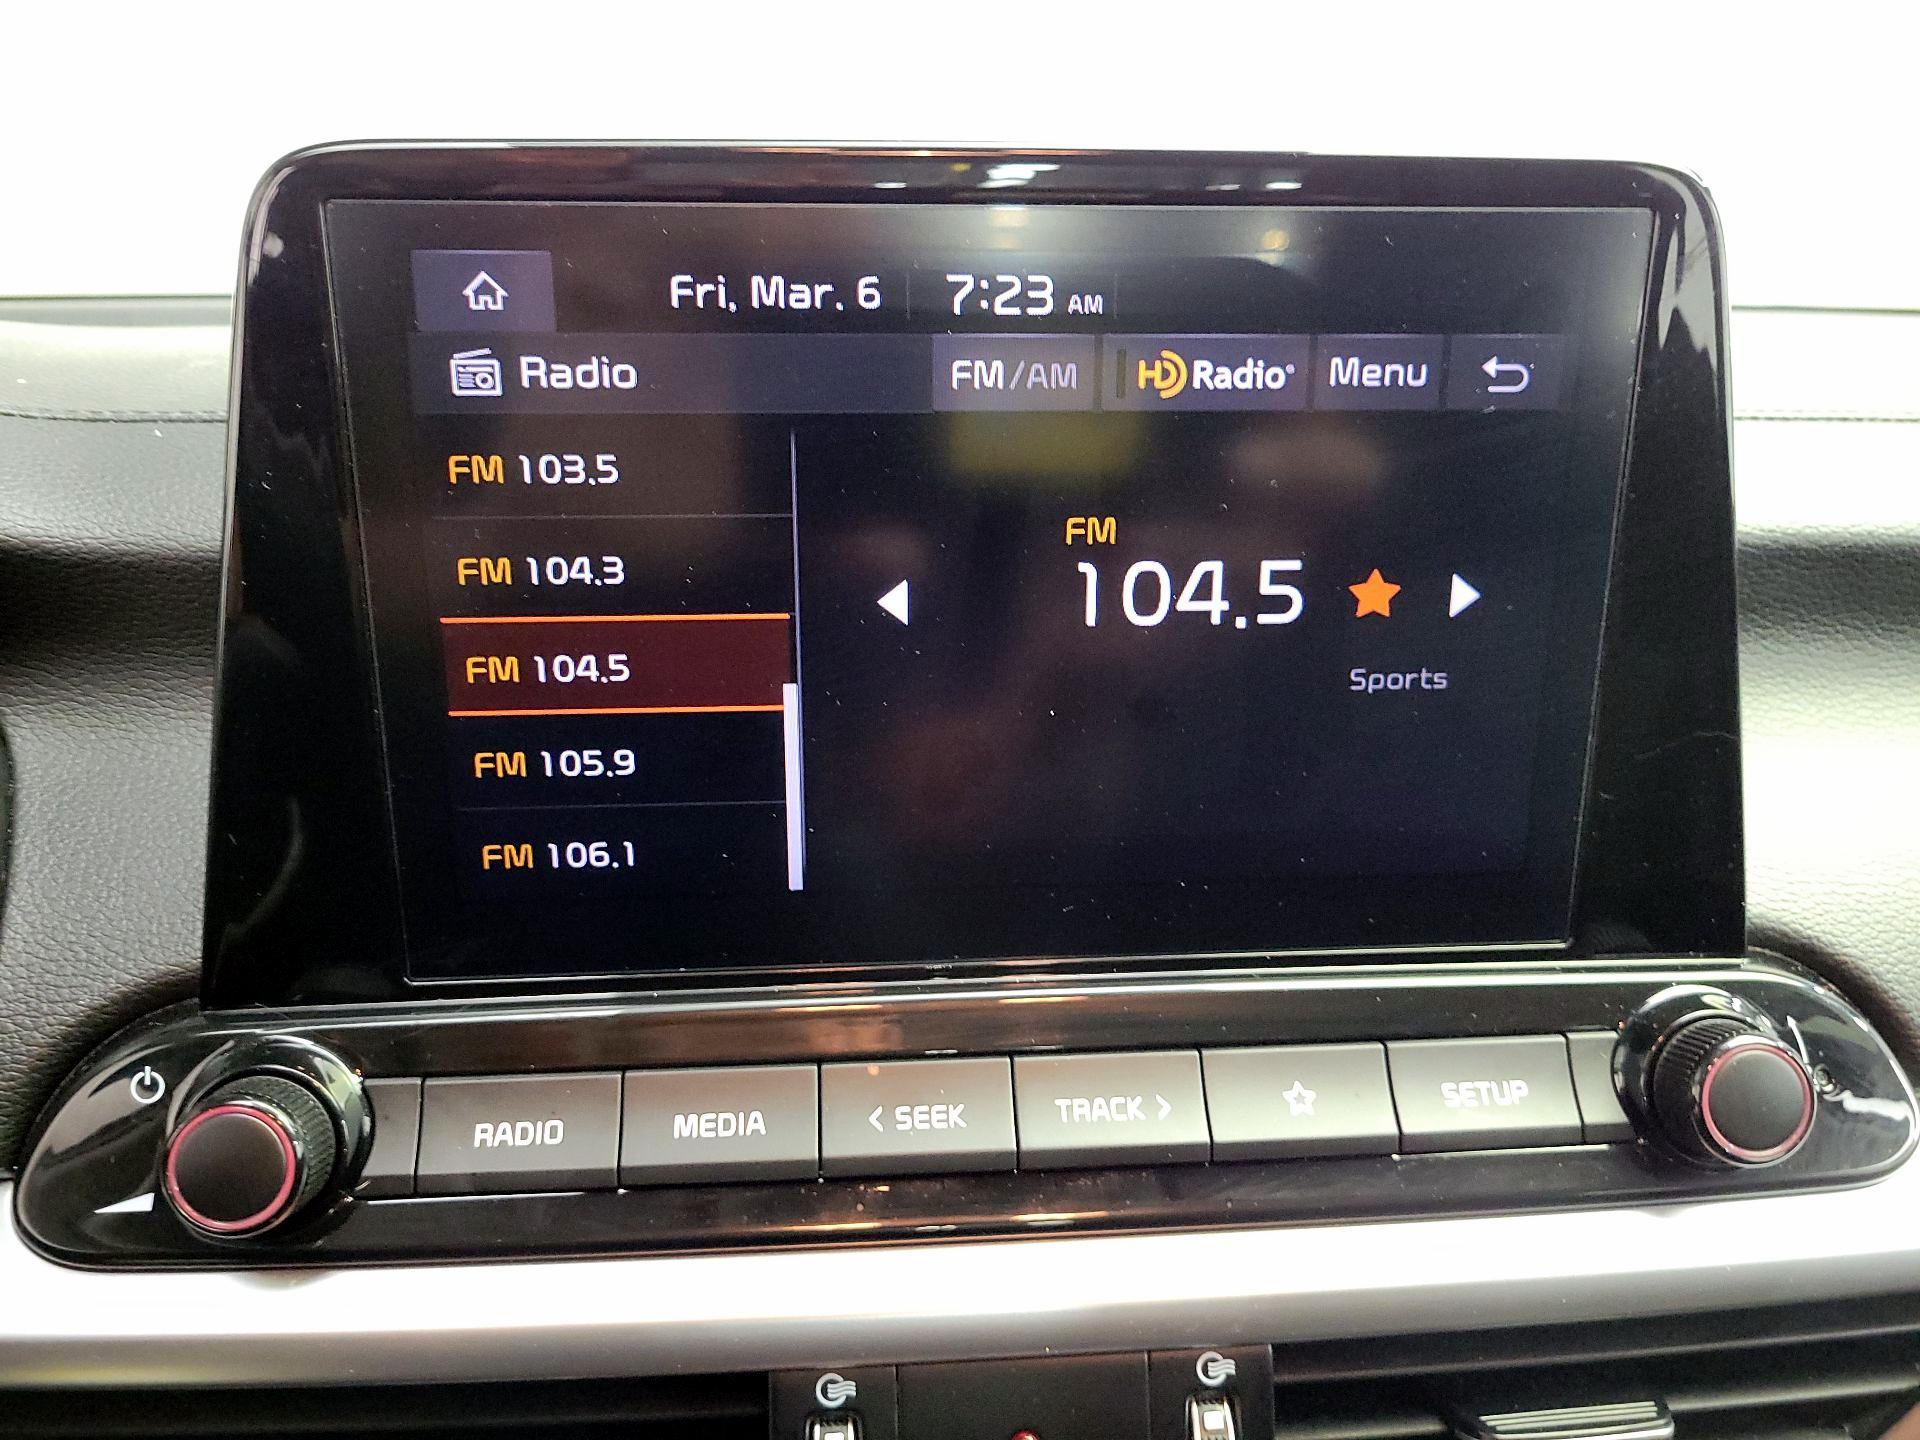 Fri, Mar. 6 7:23 AM
Radio FM/AM HD Radio® Menu
FM 103.5
FM 104.3
FM 104.5
FM 105.9
FM 106.1
FM
104.5
Sports
RADIO MEDIA < SEEK TRACK > SETUP